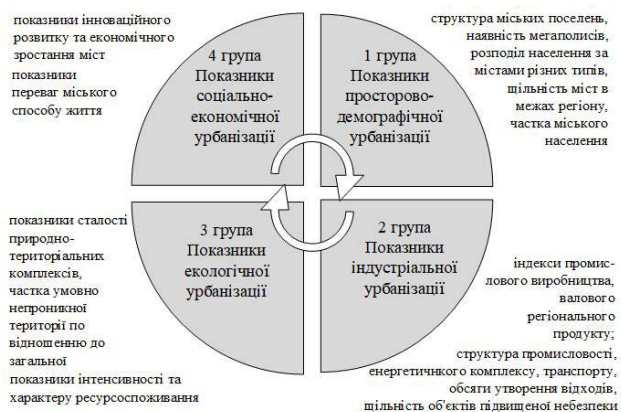 показники інноваційного
розвитку та економічного
зростання міст
показники
переваг міського
способу життя
4 група
Показники
соціально-
економічної
урбанізації
1 група
Показники
просторово-
демографічної
урбанізації
структура міських поселень,
наявність мегаполисів,
розподіл населення за
містами різних типів,
щільність міст в
межах регіону,
частка міського
населення
показники сталості
природно-
територіальних
комплексів,
частка умовно
непроникної
території по
відношенню до
загальної
показники інтенсивності та
характеру ресурсоспоживання
3 група
Показники
екологічної
урбанізації
2 група
Показники
індустріальної
урбанізації
індекси промис-
лового виробництва,
валового
регіонального
продукту;
структура промисловості,
енергетичнкого комплексу, транспорту,
обсяги утворення відходів,
щільність об'єктів підвищеної небезпеки